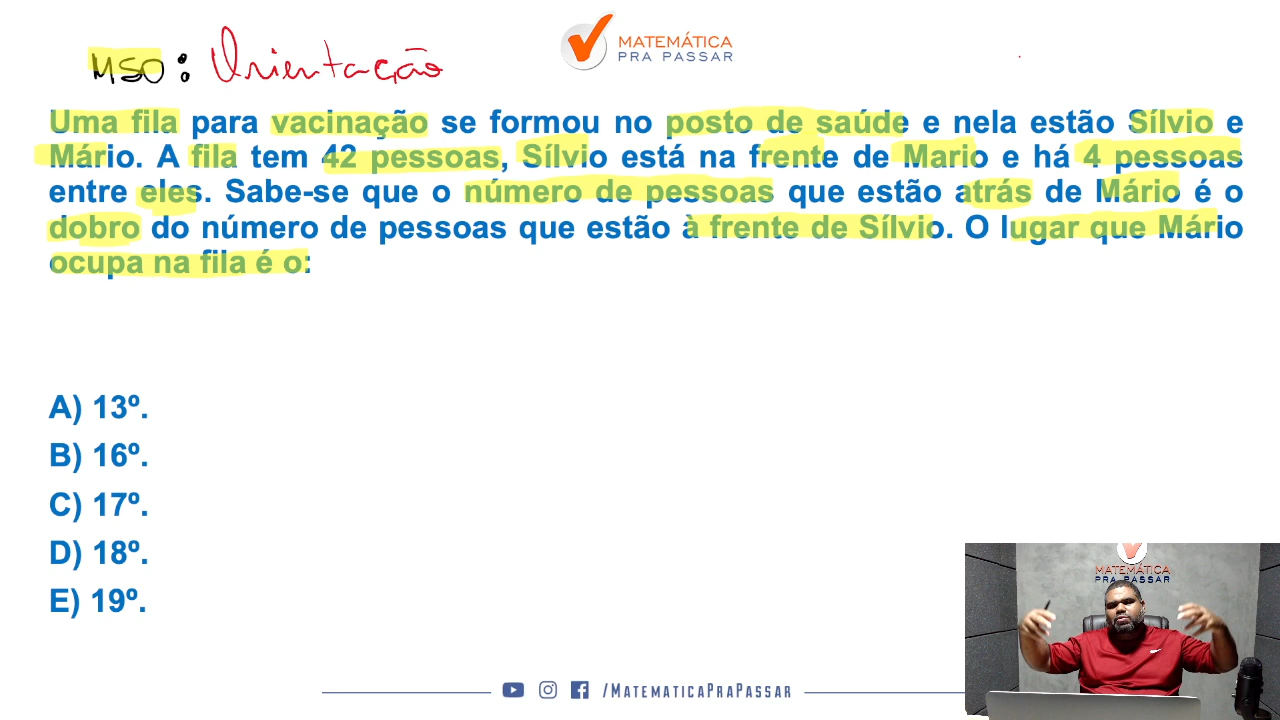 MSO: Orientação
MATEMÁTICA
PRA PASSAR
Uma fila para vacinação se formou no posto de saúde e nela estão Sílvio e
Mário. A fila tem 42 pessoas, Sílvio está na frente de Mario e há 4 pessoas
entre eles. Sabe-se que o número de pessoas que estão atrás de Mário é o
dobro do número de pessoas que estão à frente de Sílvio. O lugar que Mário
ocupa na fila é o:
A) 13º.
B) 16º.
C) 17º.
D) 18º.
E) 19º.
MATEMÁTICA
PRA PASSAR
/MATEMATICAPRAPASSAR